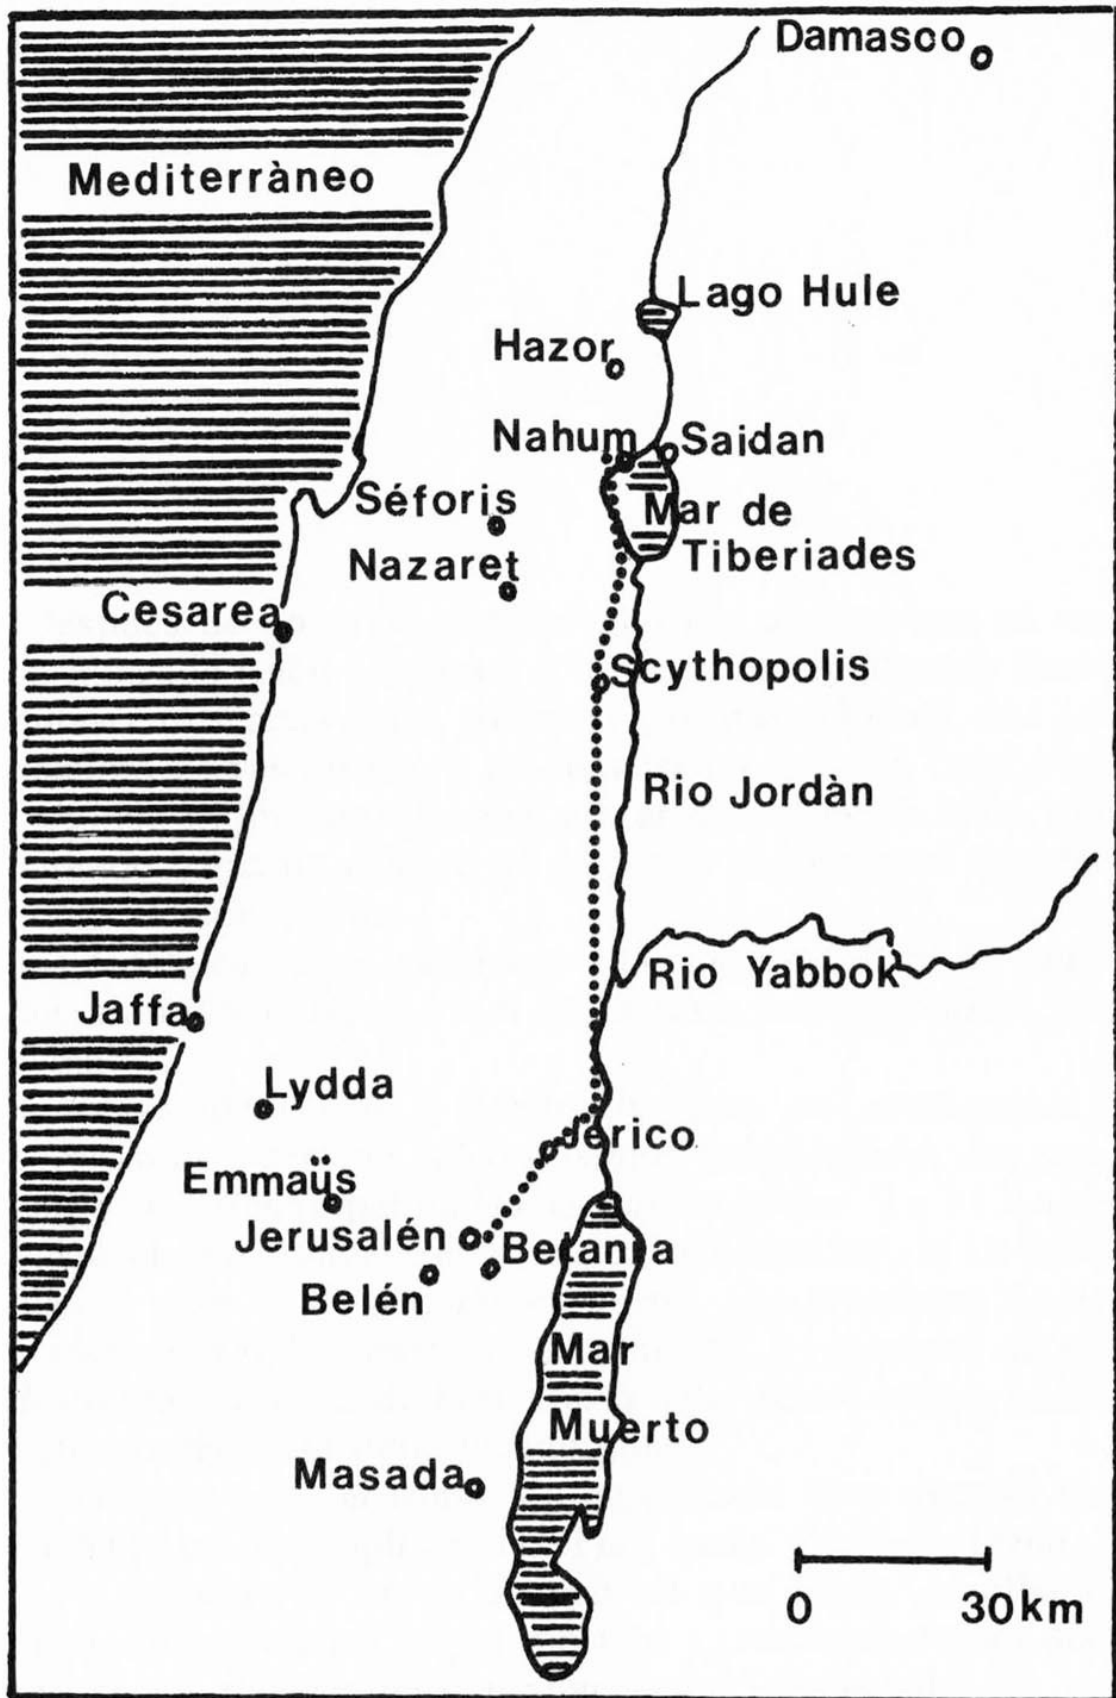 Damasco
Mediterràneo
Lago Hule
Hazor
Nahum
Saidan
Séforis
Mar de
Tiberiades
Nazaret
Cesarea
Scythopolis
Rio Jordàn
Rio Yabbok
Jaffa
Lydda
Jerico
Emmaüs
Jerusalén
Betania
Belén
Mar
Muerto
Masada
0 30km